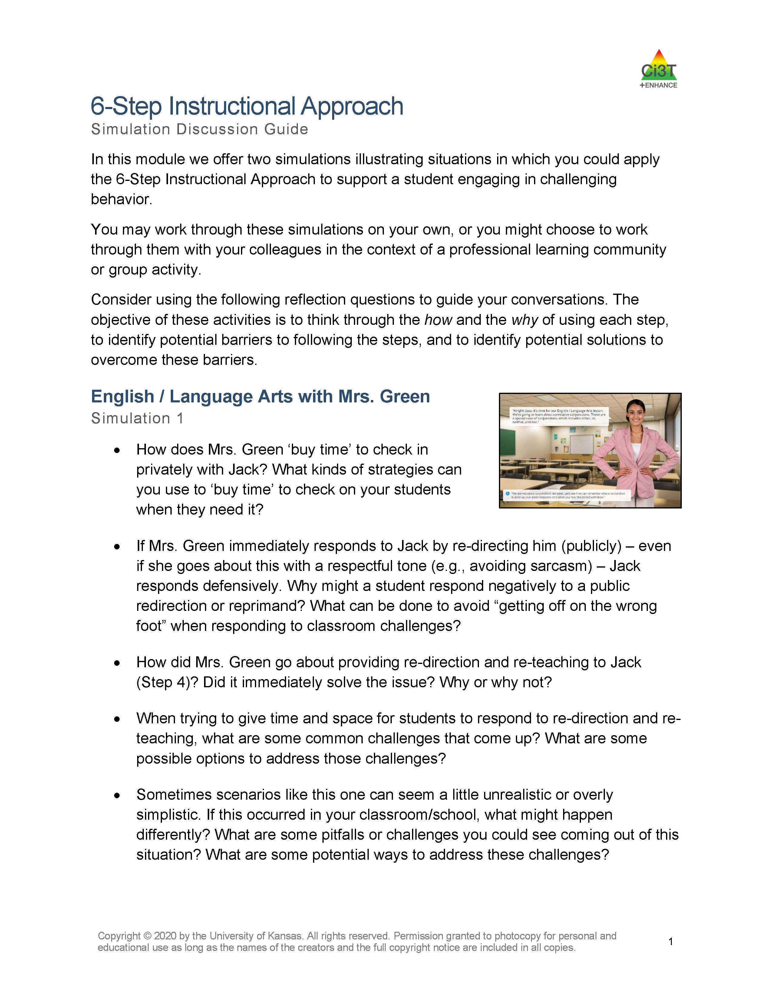 Ci3T
+ENHANCE
6-Step Instructional Approach
Simulation Discussion Guide
In this module we offer two simulations illustrating situations in which you could apply
the 6-Step Instructional Approach to support a student engaging in challenging
behavior.
You may work through these simulations on your own, or you might choose to work
through them with your colleagues in the context of a professional learning community
or group activity.
Consider using the following reflection questions to guide your conversations. The
objective of these activities is to think through the how and the why of using each step,
to identify potential barriers to following the steps, and to identify potential solutions to
overcome these barriers.
English / Language Arts with Mrs. Green
Simulation 1
"Alright class, it's time for our English / Language Arts lesson.
We're going to learn about correlative conjunctions. These are
a special case of conjunctions, which includes either, or,
neither, and nor."
"We learned about conjunctions last week. Let's see if we can remember what a conjunction
is. Hold up your green response card when you hear the correct definition."
• How does Mrs. Green ‘buy time’ to check in
privately with Jack? What kinds of strategies can
you use to ‘buy time’ to check on your students
when they need it?
• If Mrs. Green immediately responds to Jack by re-directing him (publicly) – even
if she goes about this with a respectful tone (e.g., avoiding sarcasm) – Jack
responds defensively. Why might a student respond negatively to a public
redirection or reprimand? What can be done to avoid “getting off on the wrong
foot” when responding to classroom challenges?
• How did Mrs. Green go about providing re-direction and re-teaching to Jack
(Step 4)? Did it immediately solve the issue? Why or why not?
• When trying to give time and space for students to respond to re-direction and re-
teaching, what are some common challenges that come up? What are some
possible options to address those challenges?
• Sometimes scenarios like this one can seem a little unrealistic or overly
simplistic. If this occurred in your classroom/school, what might happen
differently? What are some pitfalls or challenges you could see coming out of this
situation? What are some potential ways to address these challenges?
Copyright © 2020 by the University of Kansas. All rights reserved. Permission granted to photocopy for personal and
educational use as long as the names of the creators and the full copyright notice are included in all copies.
1